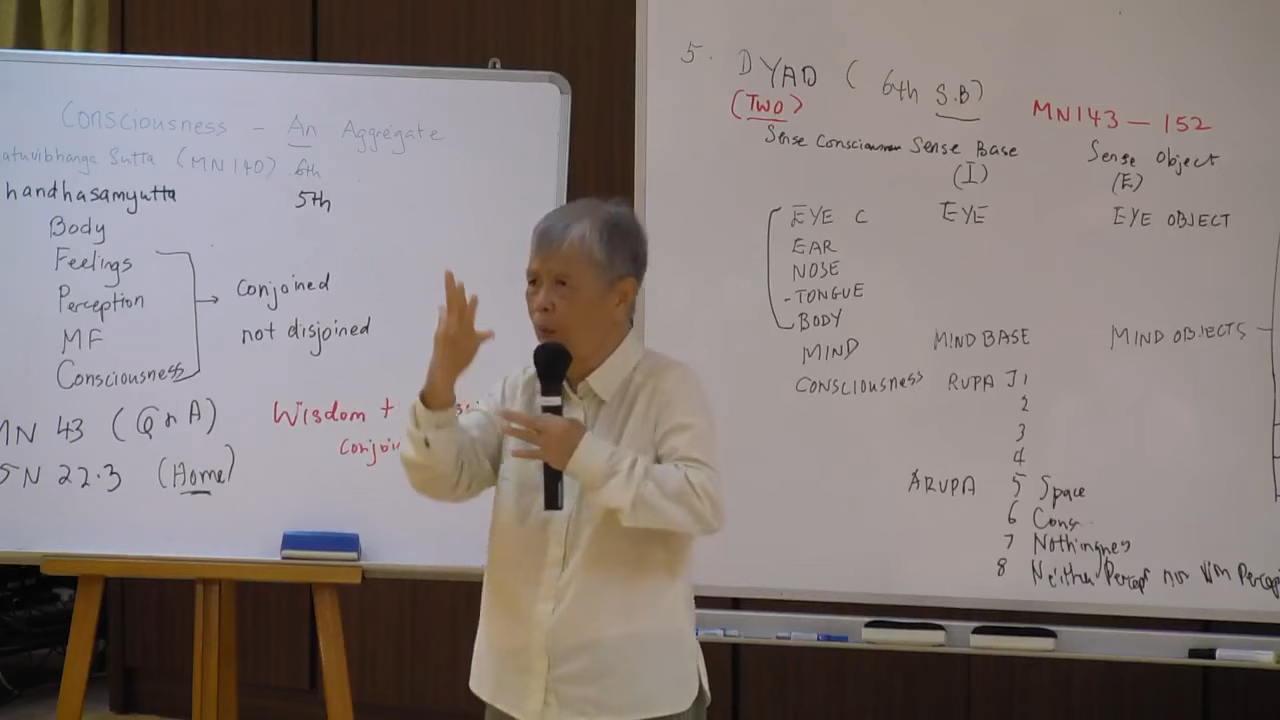 Consciousness - An Aggregate
atuvibhanga Sutta (MN 140) 6th
handhasamyutta 5th
Body
Feelings
Perception
MF
Consciousness
→ Conjoined
not disjoined
MN 43 (Q n A)
SN 22.3 (Home)
Wisdom +
Conjoi
5. DYAD (6th S.B)
(TWO)
MN143 - 152
Sense Consciousness Sense Base Sense Object
(I) (E)
EYE C EYE EYE OBJECT
EAR
NOSE
- TONGUE
BODY
MIND MIND BASE MIND OBJECTS
CONSCIOUSNESS RUPA J1
2
3
4
ARUPA 5 Space
6 Cons
7 Nothingness
8 Neither Percep nor